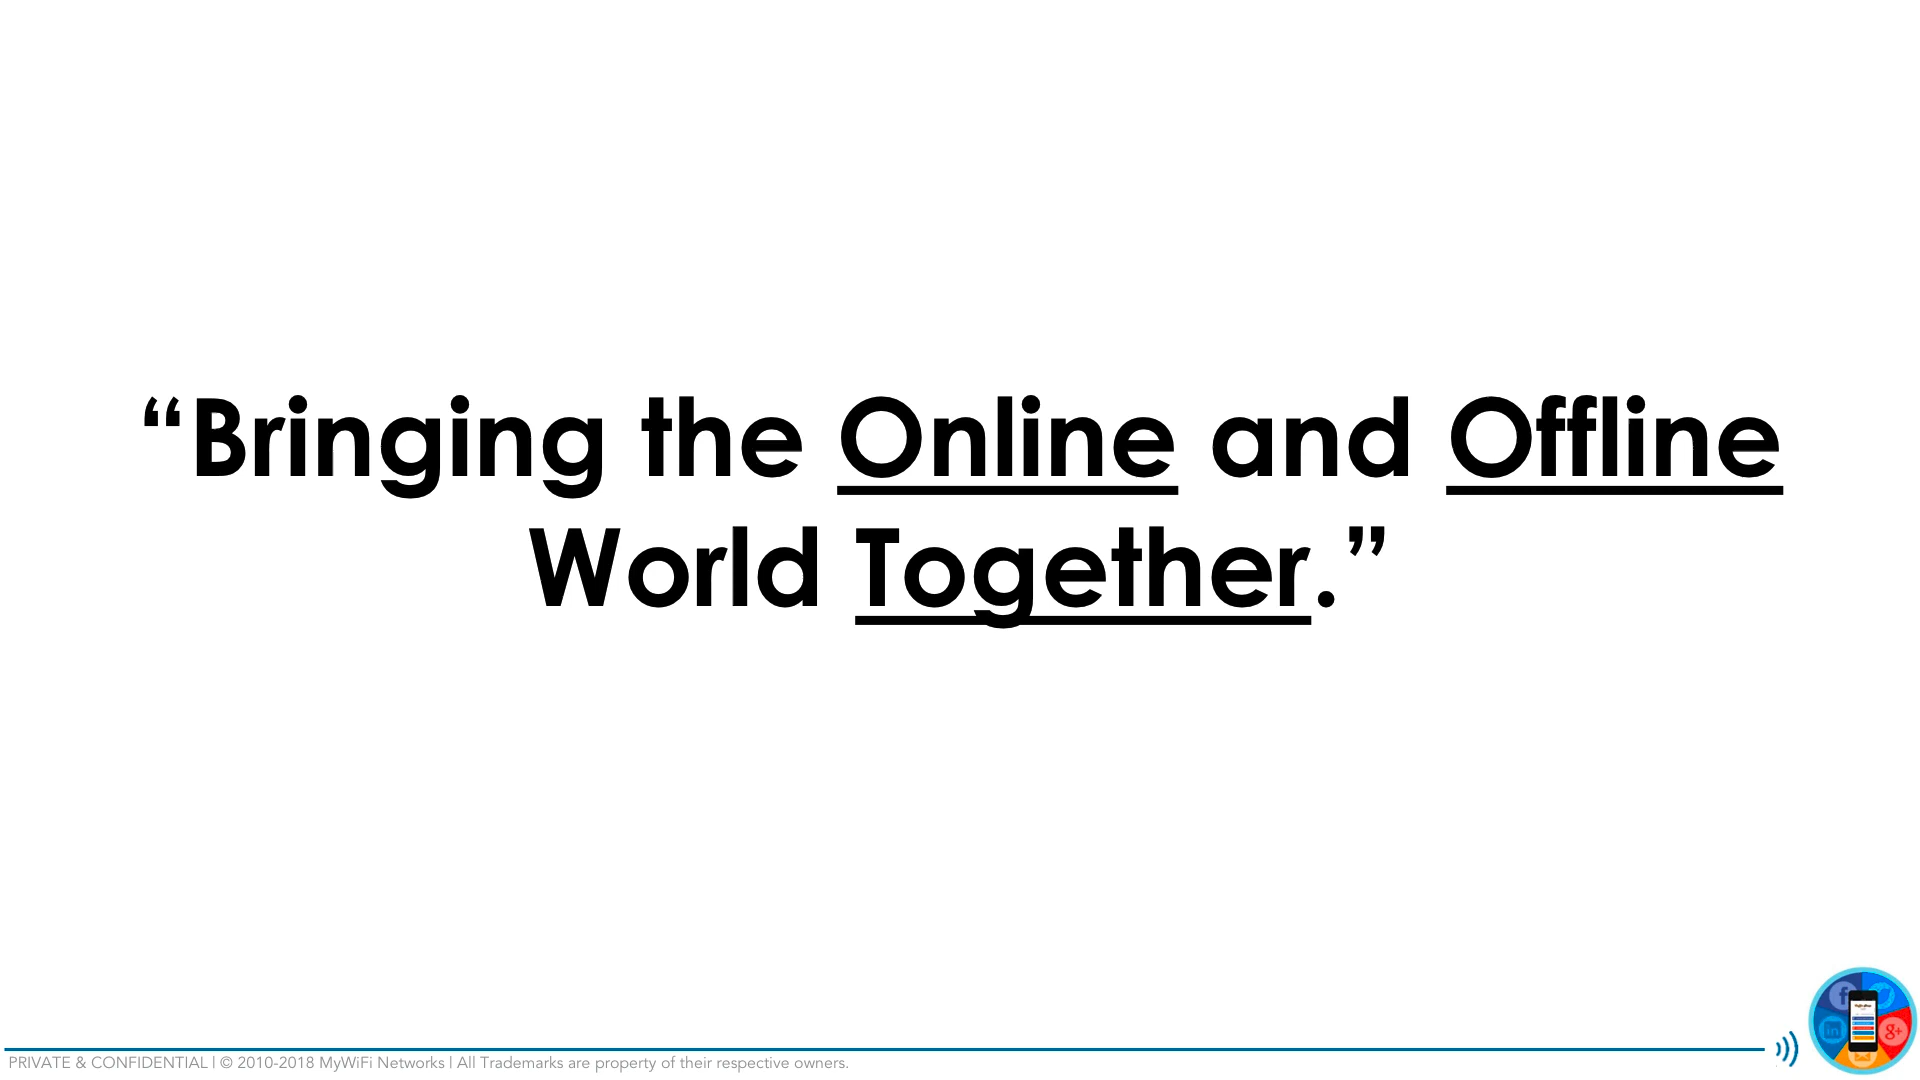 “Bringing the Online and Offline
World Together.”
PRIVATE & CONFIDENTIAL | © 2010-2018 MyWiFi Networks | All Trademarks are property of their respective owners.